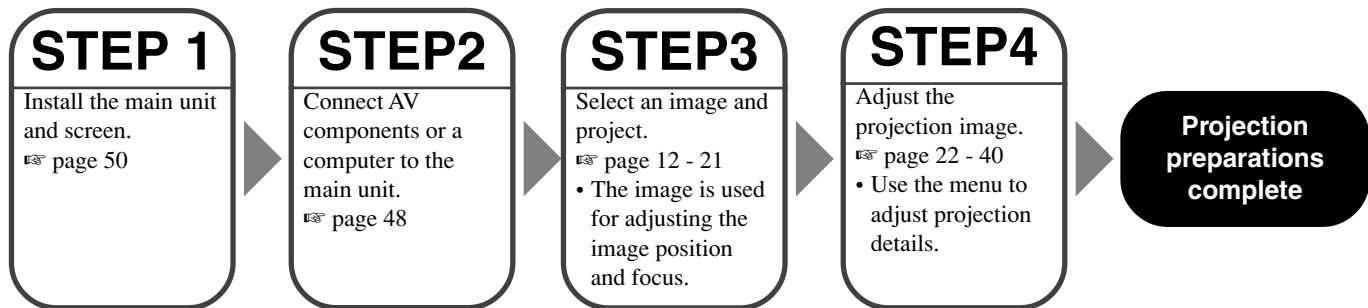 STEP 1
Install the main unit
and screen.
☞ page 50
STEP2
Connect AV
components or a
computer to the
main unit.
☞ page 48
STEP3
Select an image and
project.
☞ page 12 - 21
• The image is used
for adjusting the
image position
and focus.
STEP4
Adjust the
projection image.
☞ page 22 - 40
• Use the menu to
adjust projection
details.
Projection
preparations
complete